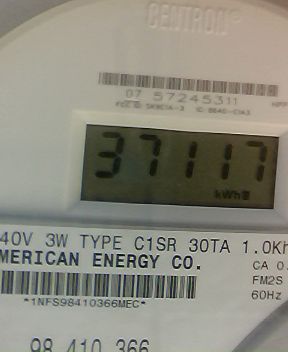 CENTRON®
07 57245311
37117
kWh
40V 3W TYPE C1SR 30TA 1.0Kh
MERICAN ENERGY CO.
CA 0.
FM2S
60Hz
*1NFS98410366MEC*
98 410 366